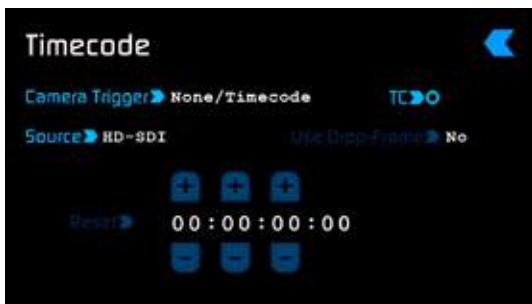 Timecode
Camera Trigger None/Timecode TC
Source HD-SDI Use Drop-Frame No
Reset 00:00:00:00